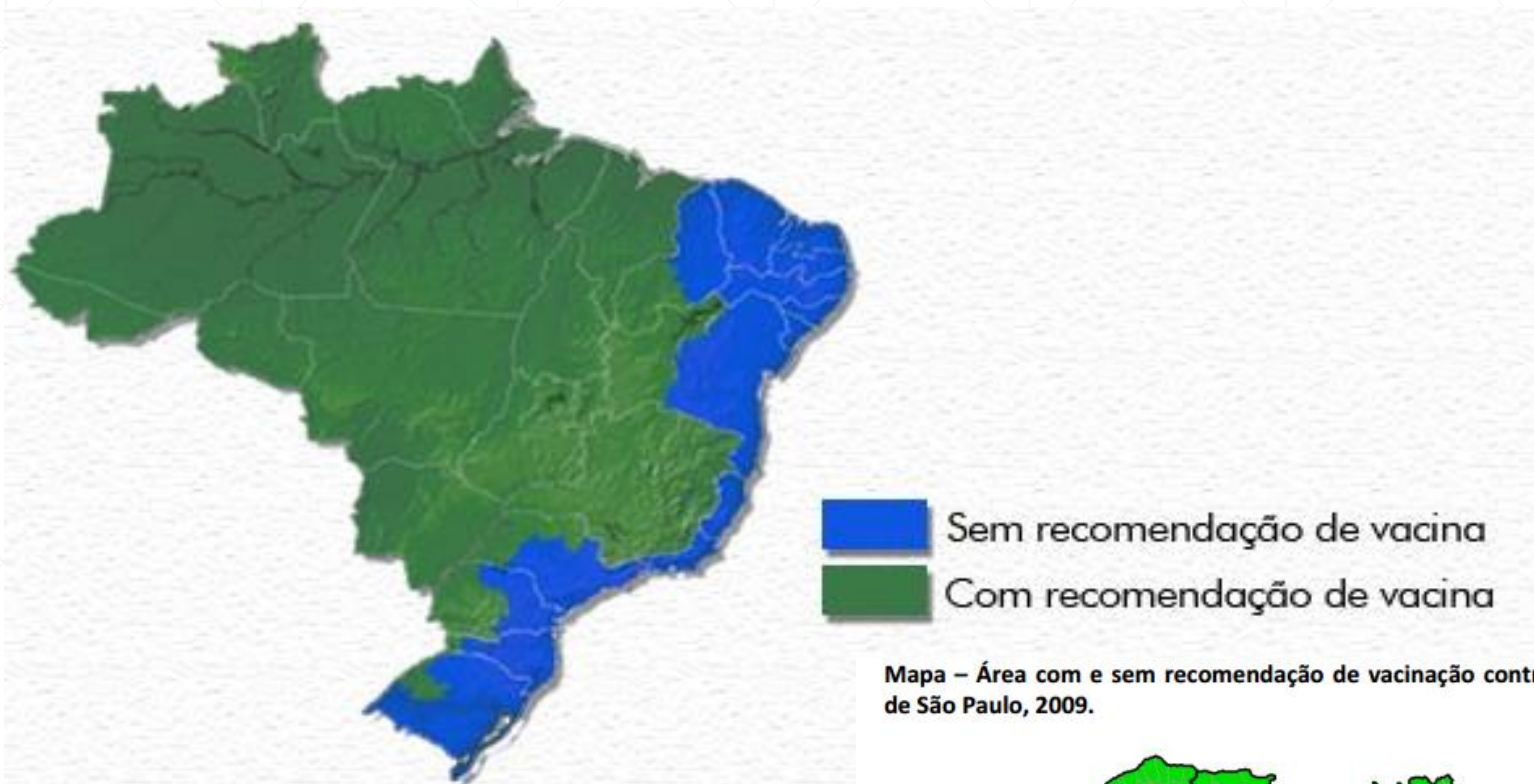 Sem recomendação de vacina
Com recomendação de vacina
Mapa – Área com e sem recomendação de vacinação
de São Paulo, 2009.